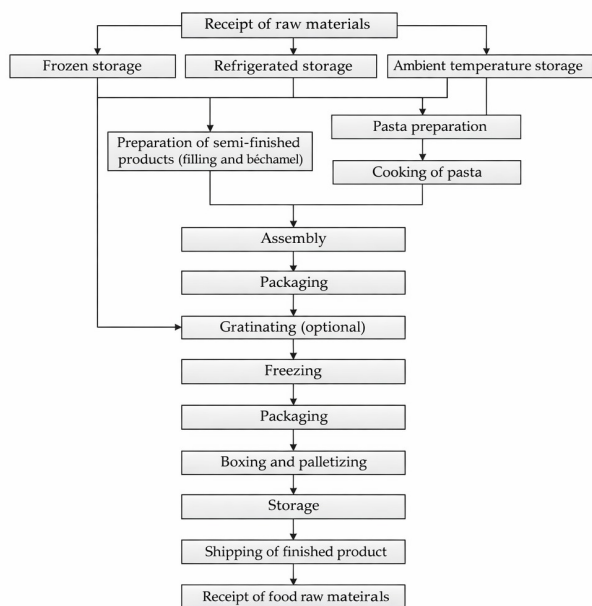 Receipt of raw materials
Frozen storage
Refrigerated storage
Ambient temperature storage
Preparation of semi-finished
products (filling and béchamel)
Pasta preparation
Cooking of pasta
Assembly
Packaging
Gratinating (optional)
Freezing
Packaging
Boxing and palletizing
Storage
Shipping of finished product
Receipt of food raw mateirals